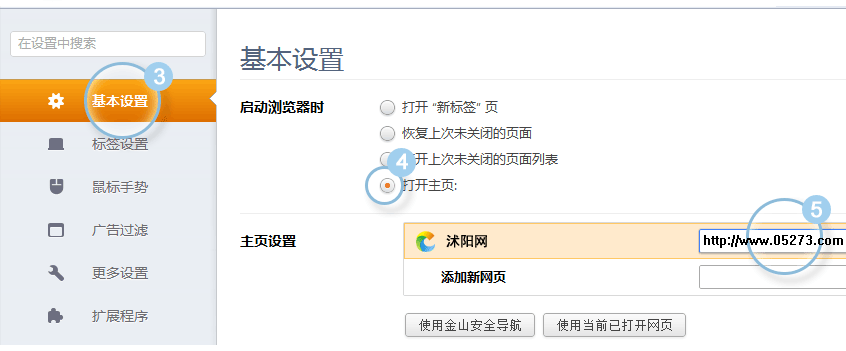 在设置中搜索
基本设置
3
基本设置
启动浏览器时
打开 “新标签” 页
标签设置
恢复上次未关闭的页面
开上次未关闭的页面列表
4
鼠标手势
打开主页:
广告过滤
主页设置
沐阳网
http://www.05273.com
5
更多设置
添加新网页
扩展程序
使用金山安全导航
使用当前已打开网页